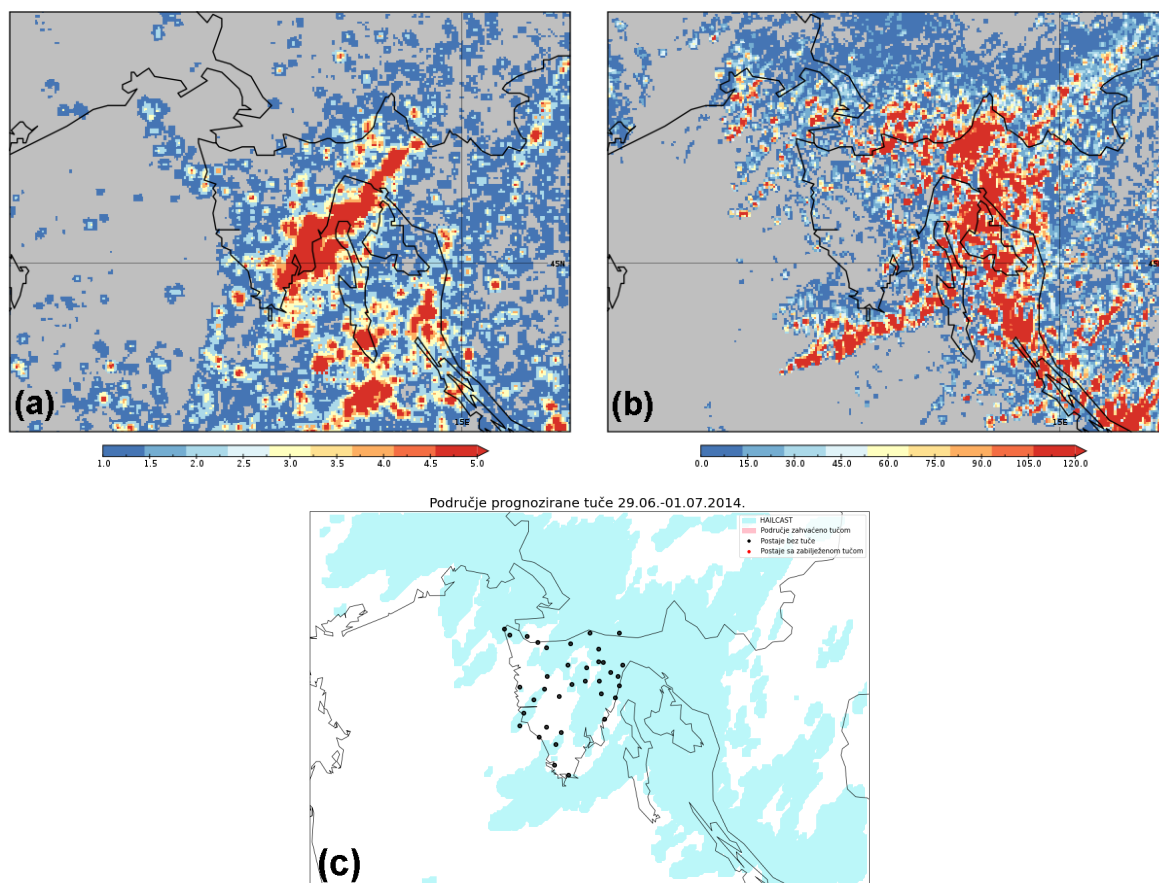 45N
15E
(a)
1.0 1.5 2.0 2.5 3.0 3.5 4.0 4.5 5.0
15E
(b)
0.0 15.0 30.0 45.0 60.0 75.0 90.0 105.0 120.0
Područje prognozirane tuče 29.06.-01.07.2014.
HAILCAST
Područje zahvaćeno tučom
Postaje bez tuče
Postaje sa zabilježenom tučom
(c)